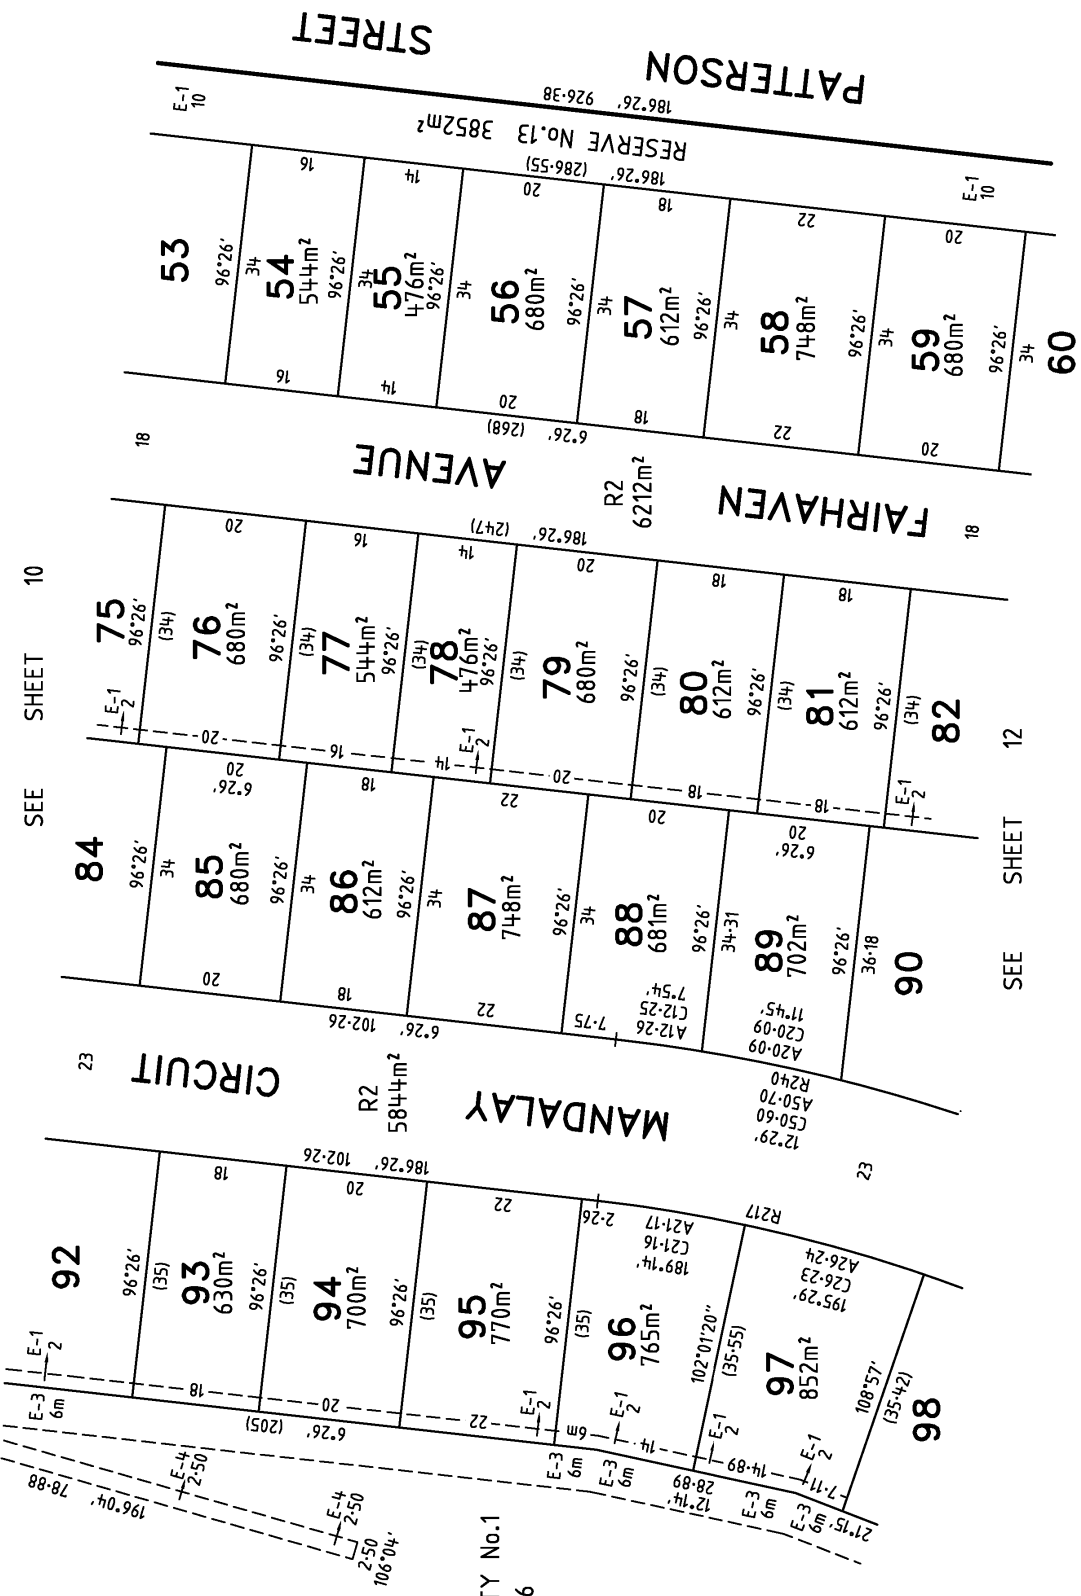 PATTERSON STREET
186°26' 926·38
E-1
10
RESERVE No.13 3852m²
186°26' (286·55)
E-1
10
16
14
20
18
22
20
53
96°26'
34
54
544m²
96°26'
34
55
476m²
96°26'
34
56
680m²
96°26'
34
57
612m²
96°26'
34
58
748m²
96°26'
34
59
680m²
96°26'
34
60
16
14
20
18
22
20
6°26' (268)
18
FAIRHAVEN AVENUE
R2
6212m²
18
186°26' (247)
20
16
14
20
18
18
SEE SHEET 10
75
96°26'
(34)
76
680m²
96°26'
(34)
77
544m²
96°26'
(34)
78
476m²
96°26'
(34)
79
680m²
96°26'
(34)
80
612m²
96°26'
(34)
81
612m²
96°26'
(34)
82
E-1
2
E-1
2
E-1
2
20
16
14
20
18
18
SEE SHEET 12
20
6°26'
18
22
20
20
6°26'
84
96°26'
34
85
680m²
96°26'
34
86
612m²
96°26'
34
87
748m²
96°26'
34
88
681m²
96°26'
34·31
89
702m²
96°26'
36·18
90
20
18
22
7·75
A12·26
C12·25
7°54'
A20·09
C20·09
11°45'
6°26' 102·26
R240
A50·70
C50·60
12°29'
23
MANDALAY CIRCUIT
R2
5844m²
23
186°26' 102·26
18
20
22
2·26
A21·17
C21·16
189°14'
R217
A26·24
C26·23
195°29'
92
96°26'
(35)
93
630m²
96°26'
(35)
94
700m²
96°26'
(35)
95
770m²
96°26'
(35)
96
765m²
102°01'20"
(35·55)
97
852m²
108°57'
(35·42)
98
E-1
2
E-1
2
E-1
2
E-1
2
E-1
2
18
20
22
6m
14
14·89
7·11
6°26' (205)
28·89
12°14'
21°15'
E-3
6m
E-3
6m
E-3
6m
E-3
6m
E-3
6m
E-4
2·50
E-4
2·50
196°04' 78·88
2·50
106°04'
TY No.1
6